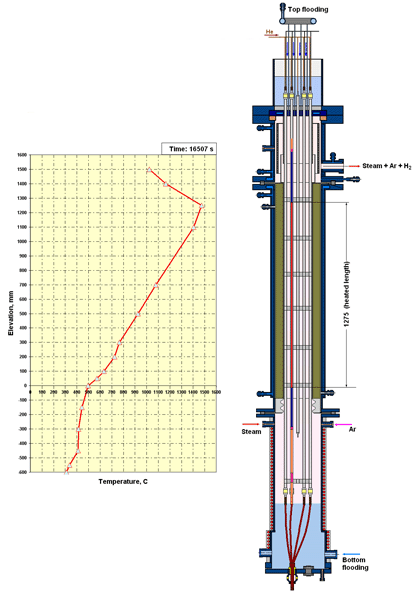 Top flooding
He
Time: 16507 s
Steam + Ar + H2
1600
1500
1400
1300
1200
1100
1000
900
800
700
600
500
400
300
200
100
0
-100
-200
-300
-400
-500
-600
0 100 200 300 400 500 600 700 800 900 1000 1100 1200 1300 1400 1500 1600
Elevation, mm
Temperature, C
1275 (heated length)
Steam
Ar
Bottom
flooding